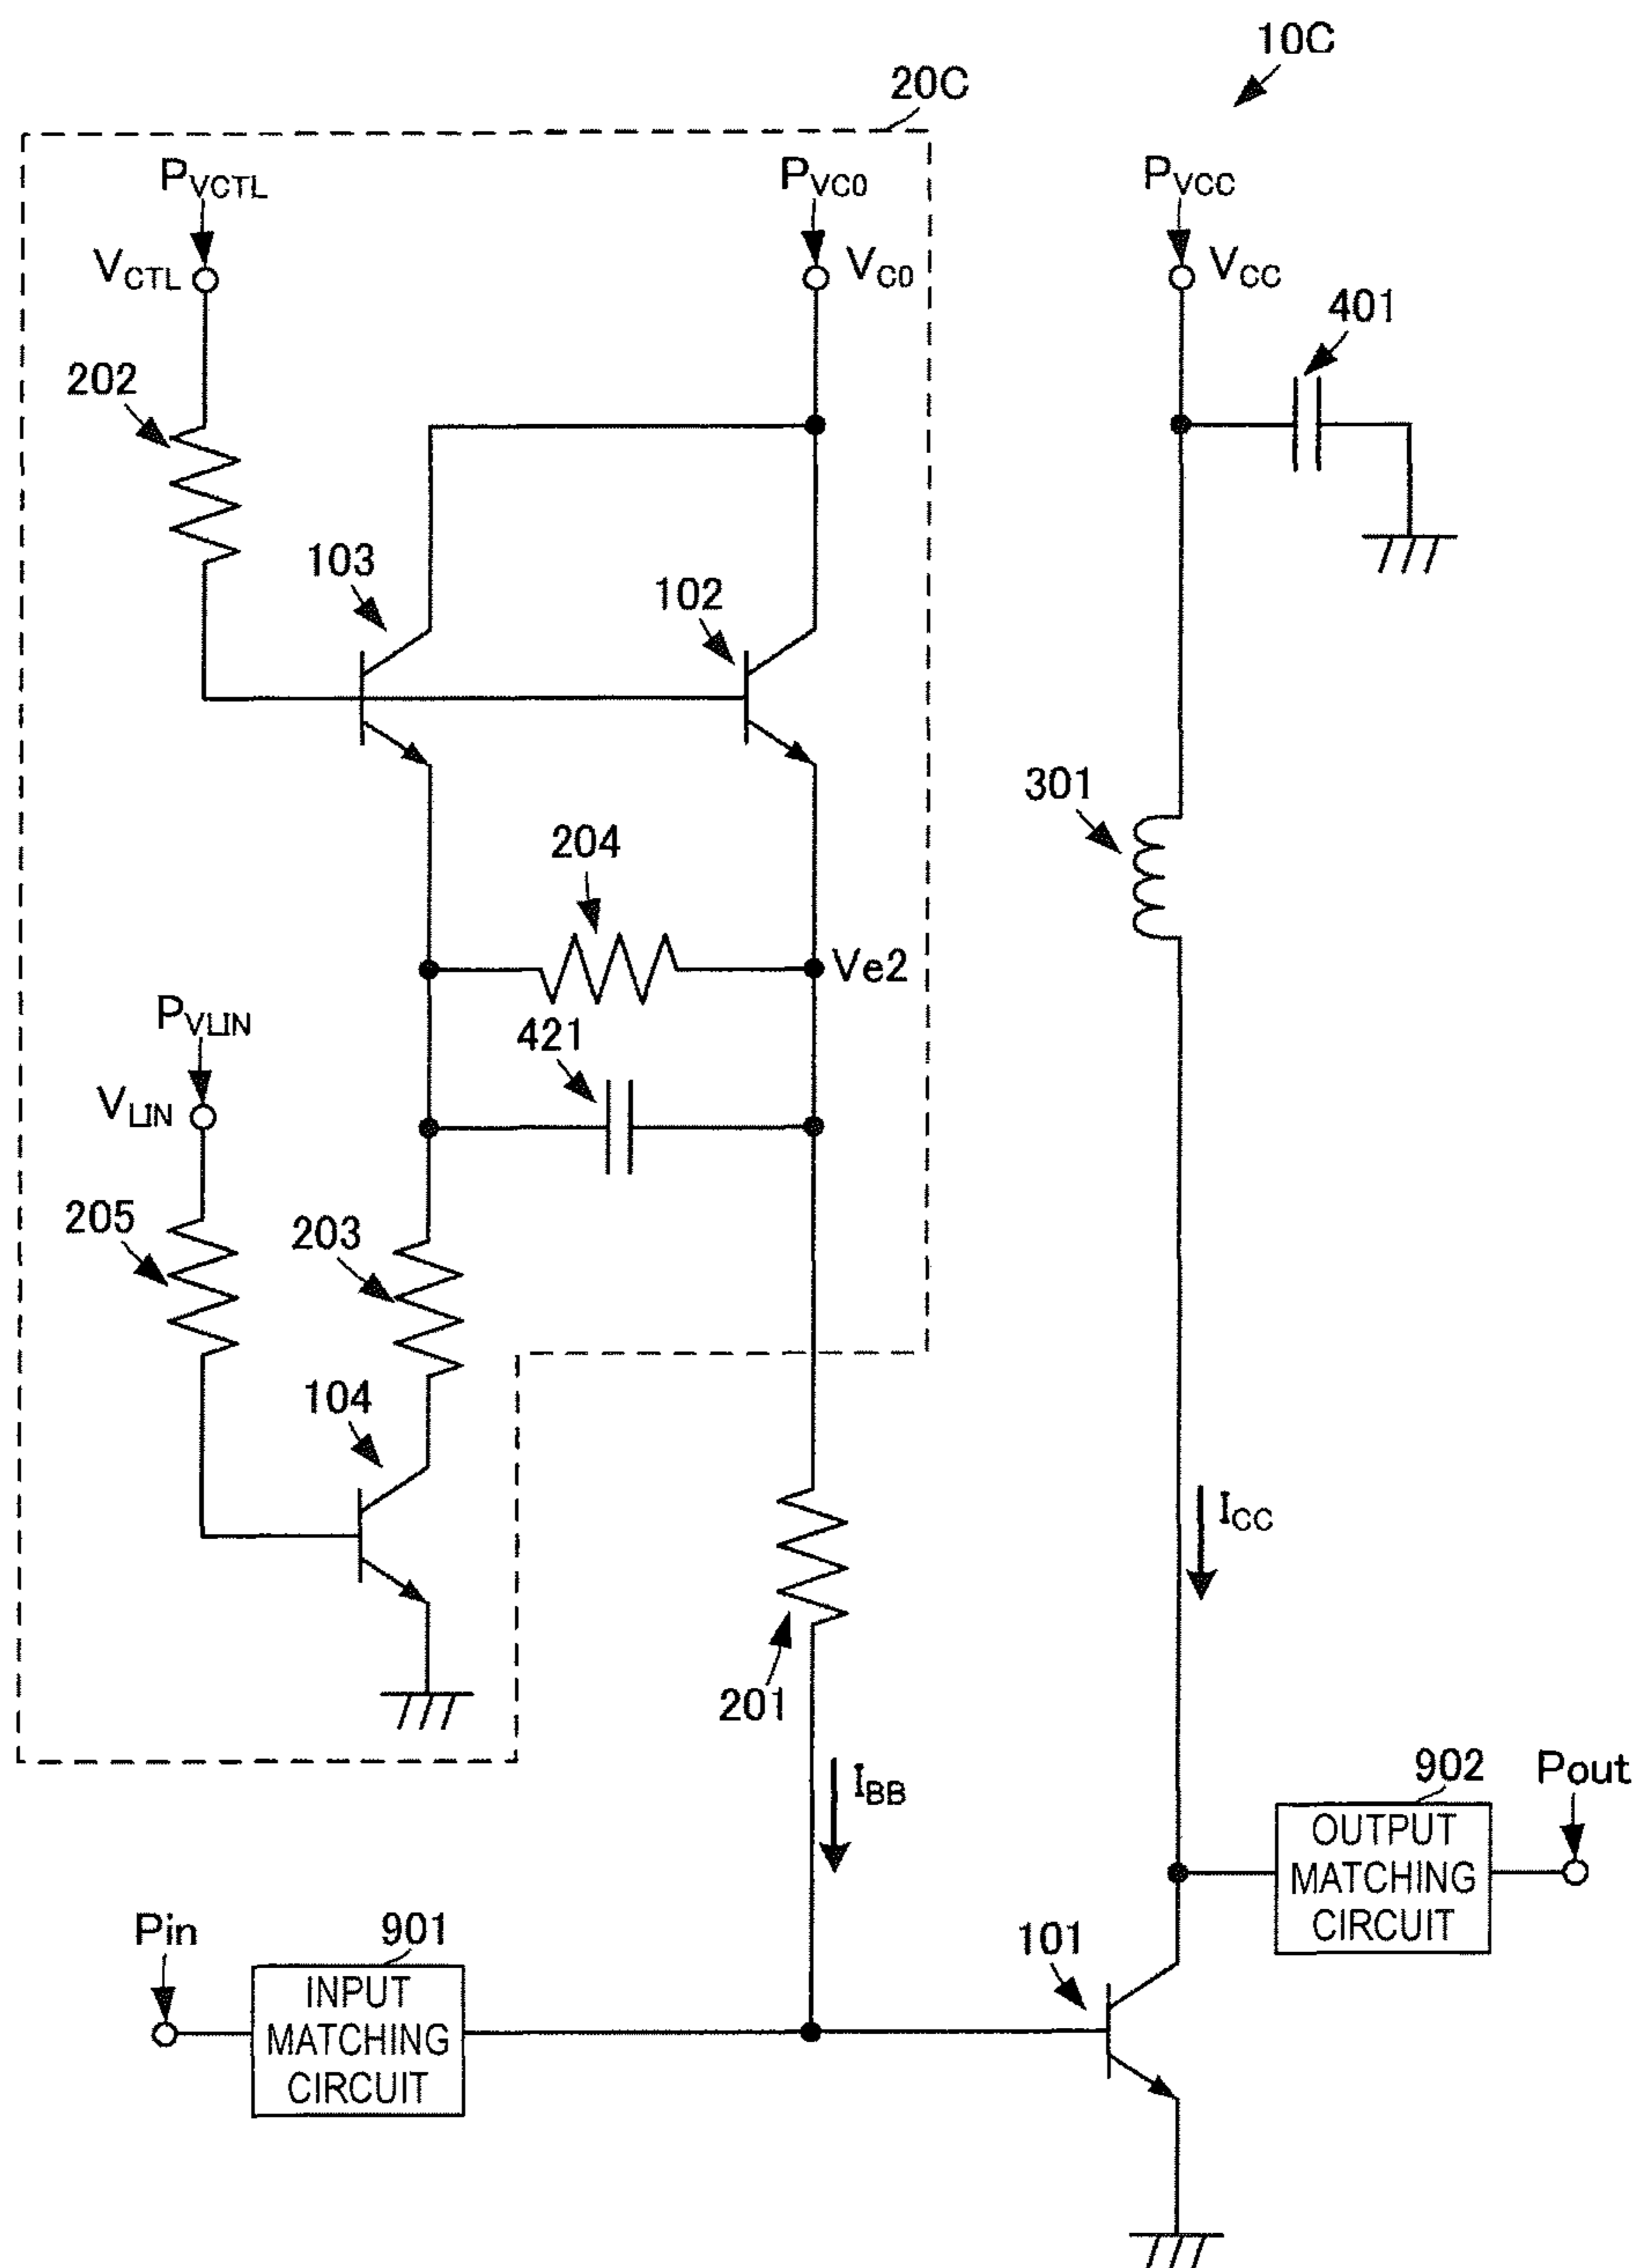 10C
20C
PVCTL
PVC0
PVCC
VCTL
VC0
VCC
401
202
103
102
301
204
Ve2
PVLIN
421
VLIN
205
203
104
ICC
201
IBB
902
Pout
OUTPUT
MATCHING
CIRCUIT
Pin
901
101
INPUT
MATCHING
CIRCUIT